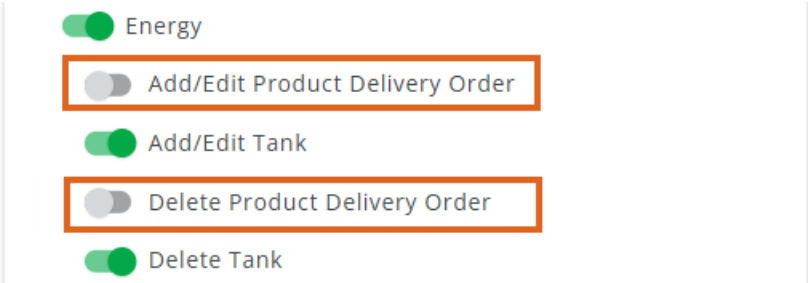 Energy
Add/Edit Product Delivery Order
Add/Edit Tank
Delete Product Delivery Order
Delete Tank